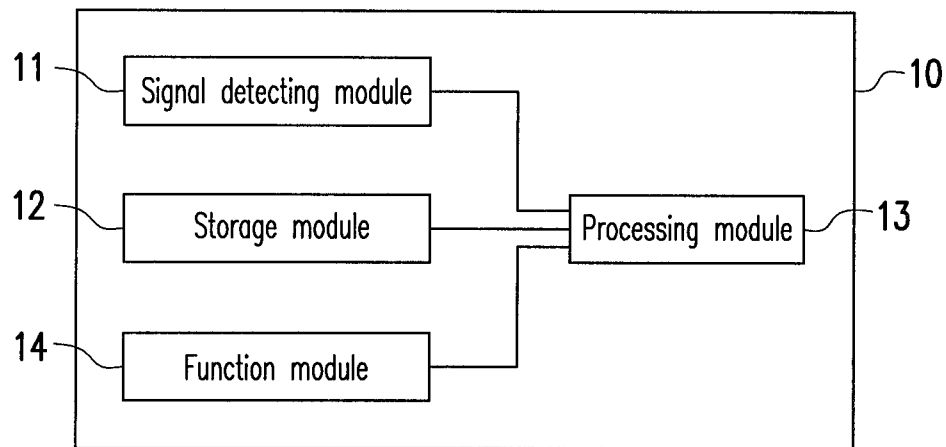 11
Signal detecting module
10
12
Storage module
Processing module
13
14
Function module